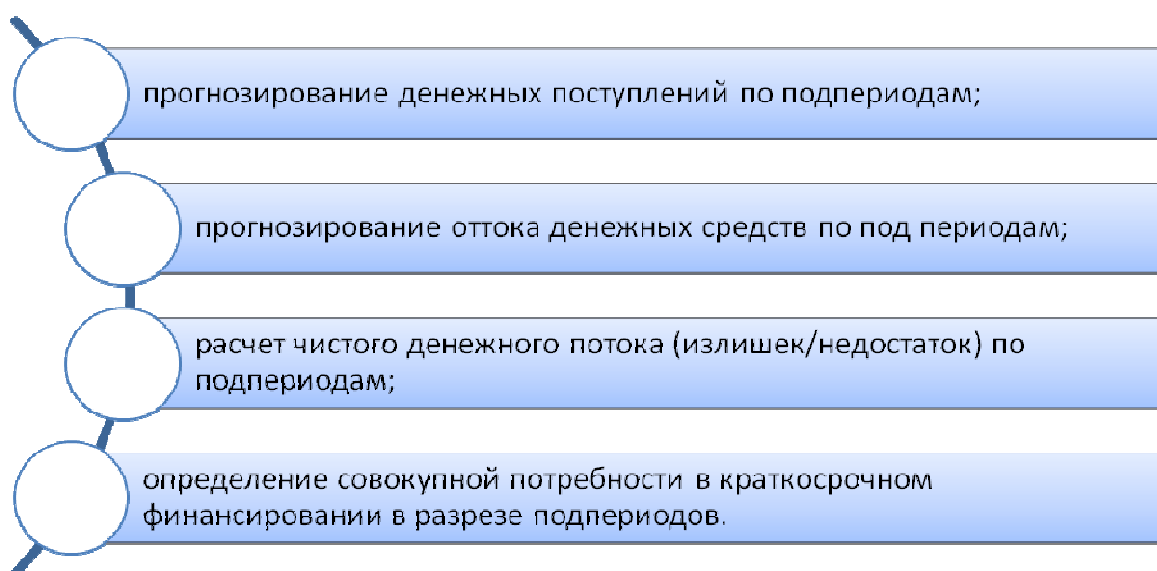 прогнозирование денежных поступлений по подпериодам;
прогнозирование оттока денежных средств по под периодам;
расчет чистого денежного потока (излишек/недостаток) по
подпериодам;
определение совокупной потребности в краткосрочном
финансировании в разрезе подпериодов.